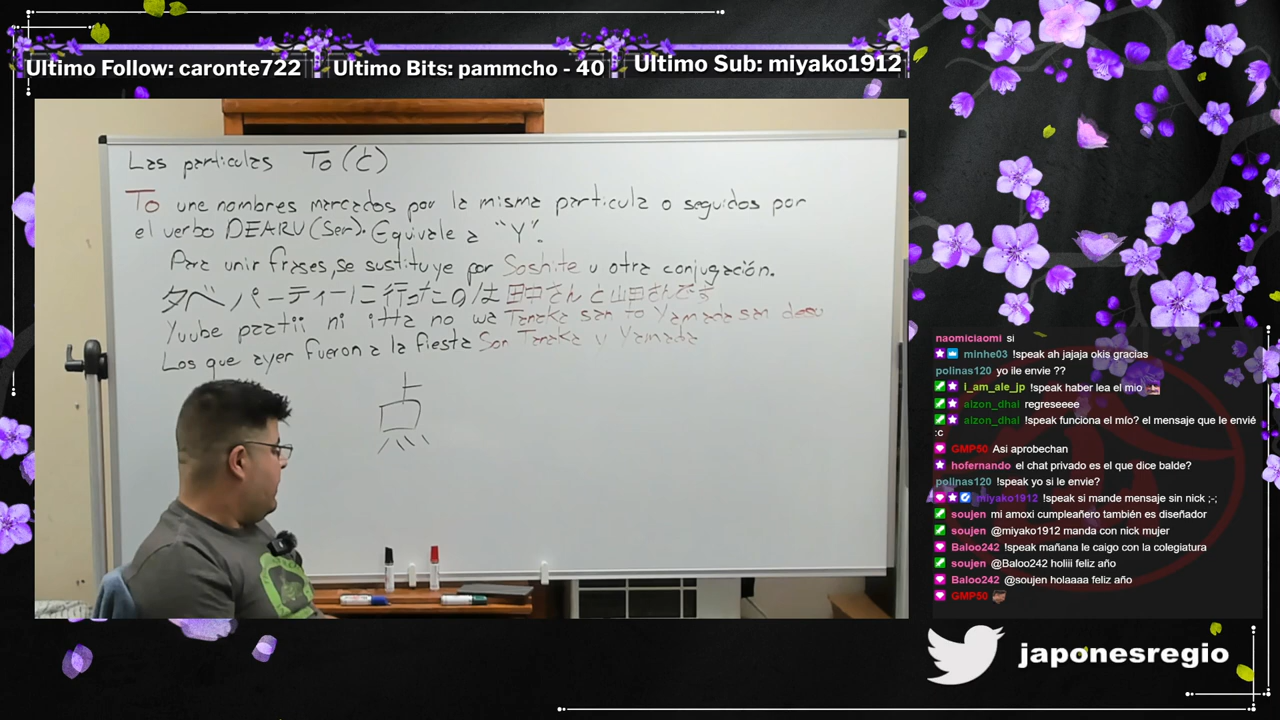 Ultimo Follow: caronte722
Ultimo Bits: pammcho - 40
Ultimo Sub: miyako1912
Las particulas To (と)
To une nombres marcados por la misma particula o seguidos por
el verbo DEARU (Ser). Equivale a "Y".
Para unir frases, se sustituye por Soshite u otra conjugación.
夕べ パーティーに行ったのは田中さんと山田さんです
Yuube paatii ni itta no wa Tanaka san to Yamada san desu
Los que ayer fueron a la fiesta Son Tanaka y Yamada
naomiciaomi si
minhe03 !speak ah jajaja okis gracias
polinas120 yo ile envie ??
i_am_ale_jp !speak haber lea el mio
aizon_dhal regreseeee
aizon_dhal !speak funciona el mío? el mensaje que le envié
:c
GMP50 Asi aprobechan
hofernando el chat privado es el que dice balde?
polinas120 !speak yo si le envie?
miyako1912 !speak si mande mensaje sin nick ;-;
soujen mi amoxi cumpleañero también es diseñador
soujen @miyako1912 manda con nick mujer
Baloo242 !speak mañana le caigo con la colegiatura
soujen @Baloo242 holiii feliz año
Baloo242 @soujen holaaaa feliz año
GMP50
japonesregio